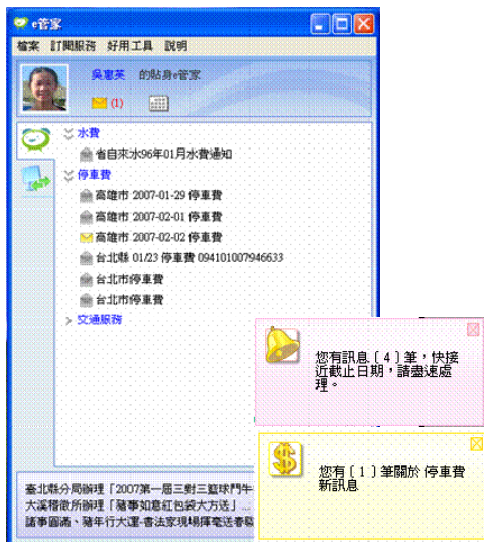 e管家
檔案 訂閱服務 好用工具 說明
吳惠英 的貼身e管家
(1)
水費
省自來水96年01月水費通知
停車費
高雄市 2007-01-29 停車費
高雄市 2007-02-01 停車費
高雄市 2007-02-02 停車費
台北縣 01/23 停車費 094101007946633
台北市停車費
台北市停車費
交通服務
您有訊息〔4〕筆，快接
近截止日期，請盡速處
理。
您有〔1〕筆關於 停車費
新訊息
臺北縣分局辦理「2007第一屆三對三籃球鬥牛
大溪稽徵所辦理「豬事如意紅包袋大方送」...
諸事圓滿、豬年行大運-書法家現場揮毫送春